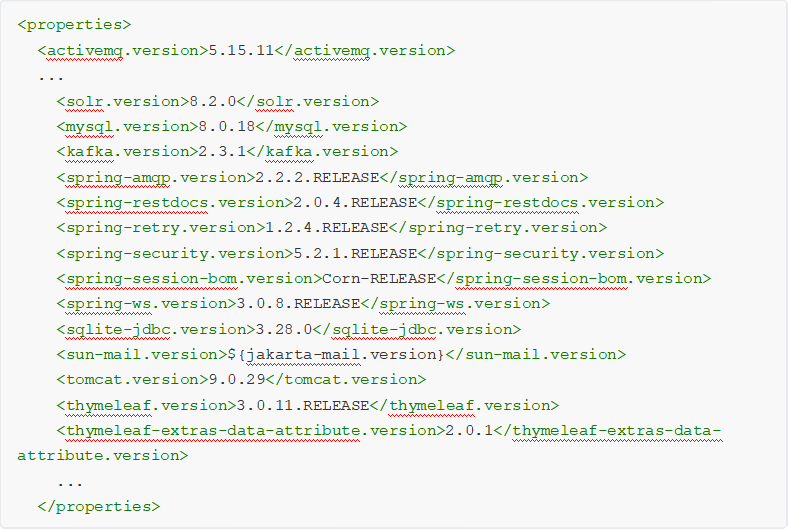 <properties>
<activemq.version>5.15.11</activemq.version>
...
<solr.version>8.2.0</solr.version>
<mysql.version>8.0.18</mysql.version>
<kafka.version>2.3.1</kafka.version>
<spring-amqp.version>2.2.2.RELEASE</spring-amqp.version>
<spring-restdocs.version>2.0.4.RELEASE</spring-restdocs.version>
<spring-retry.version>1.2.4.RELEASE</spring-retry.version>
<spring-security.version>5.2.1.RELEASE</spring-security.version>
<spring-session-bom.version>Corn-RELEASE</spring-session-bom.version>
<spring-ws.version>3.0.8.RELEASE</spring-ws.version>
<sqlite-jdbc.version>3.28.0</sqlite-jdbc.version>
<sun-mail.version>${jakarta-mail.version}</sun-mail.version>
<tomcat.version>9.0.29</tomcat.version>
<thymeleaf.version>3.0.11.RELEASE</thymeleaf.version>
<thymeleaf-extras-data-attribute.version>2.0.1</thymeleaf-extras-data-
attribute.version>
...
</properties>